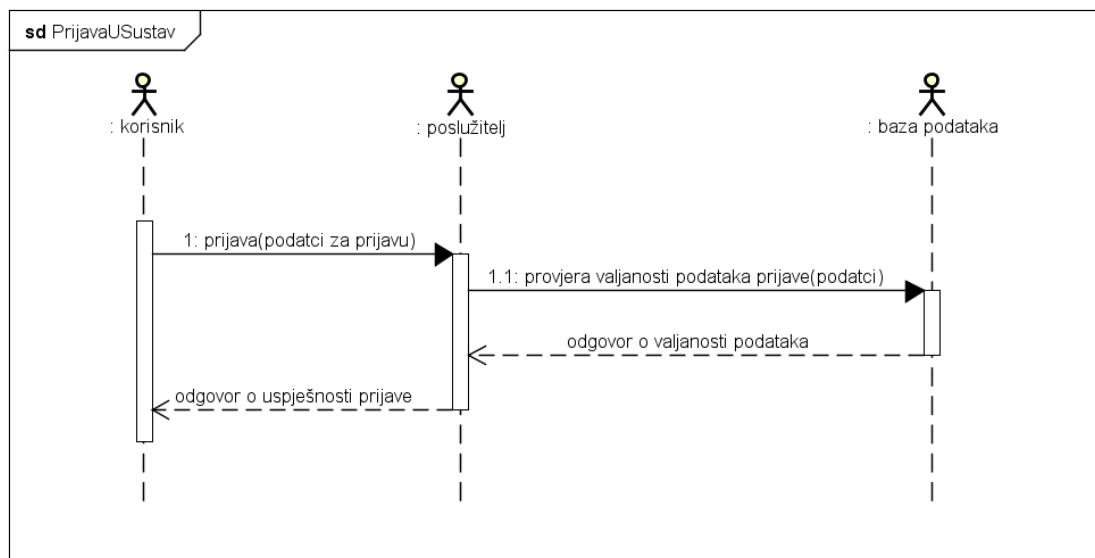 sd PrijavaUSustav
: korisnik
: poslužitelj
: baza podataka
1: prijava(podatci za prijavu)
1.1: provjera valjanosti podataka prijave(podatci)
odgovor o valjanosti podataka
odgovor o uspješnosti prijave